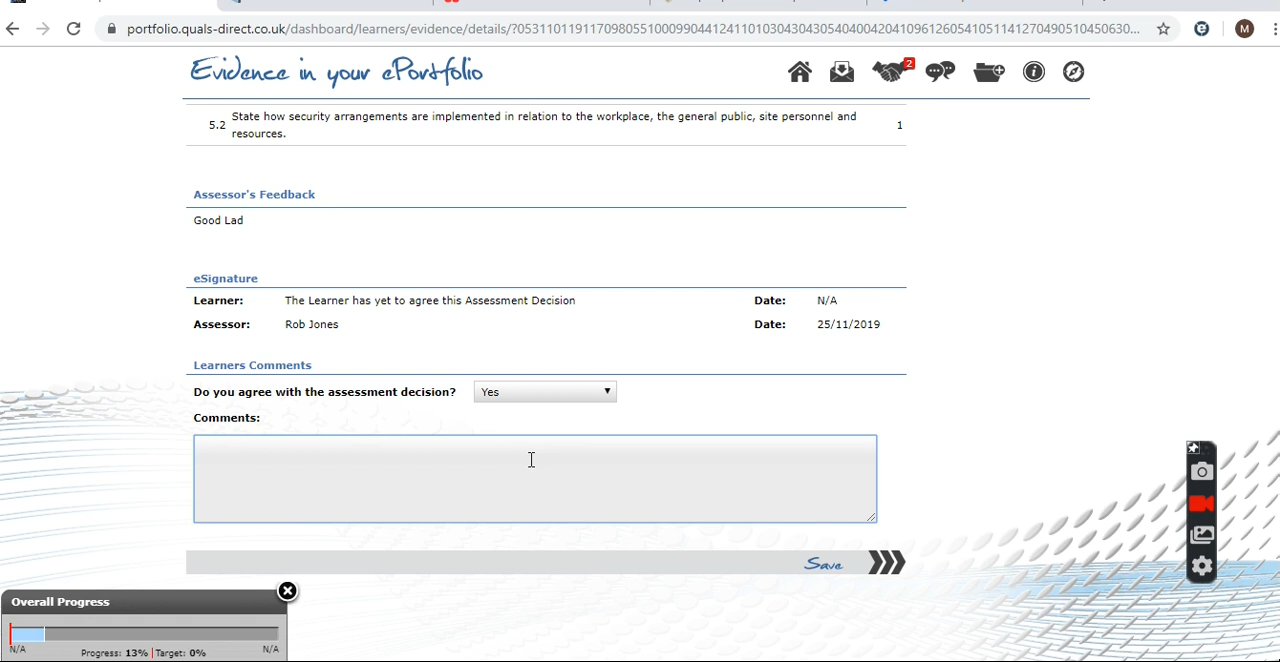 portfolio.quals-direct.co.uk/dashboard/learners/evidence/details/?0531101191170980551000990441241101030430430540400420410961260541051141270490510450630...
M
Evidence in your ePortfolio
2
5.2 State how security arrangements are implemented in relation to the workplace, the general public, site personnel and resources. 1
Assessor's Feedback
Good Lad
eSignature
Learner: The Learner has yet to agree this Assessment Decision Date: N/A
Assessor: Rob Jones Date: 25/11/2019
Learners Comments
Do you agree with the assessment decision? Yes
Comments:
Save
Overall Progress
N/A Progress: 13% Target: 0% N/A